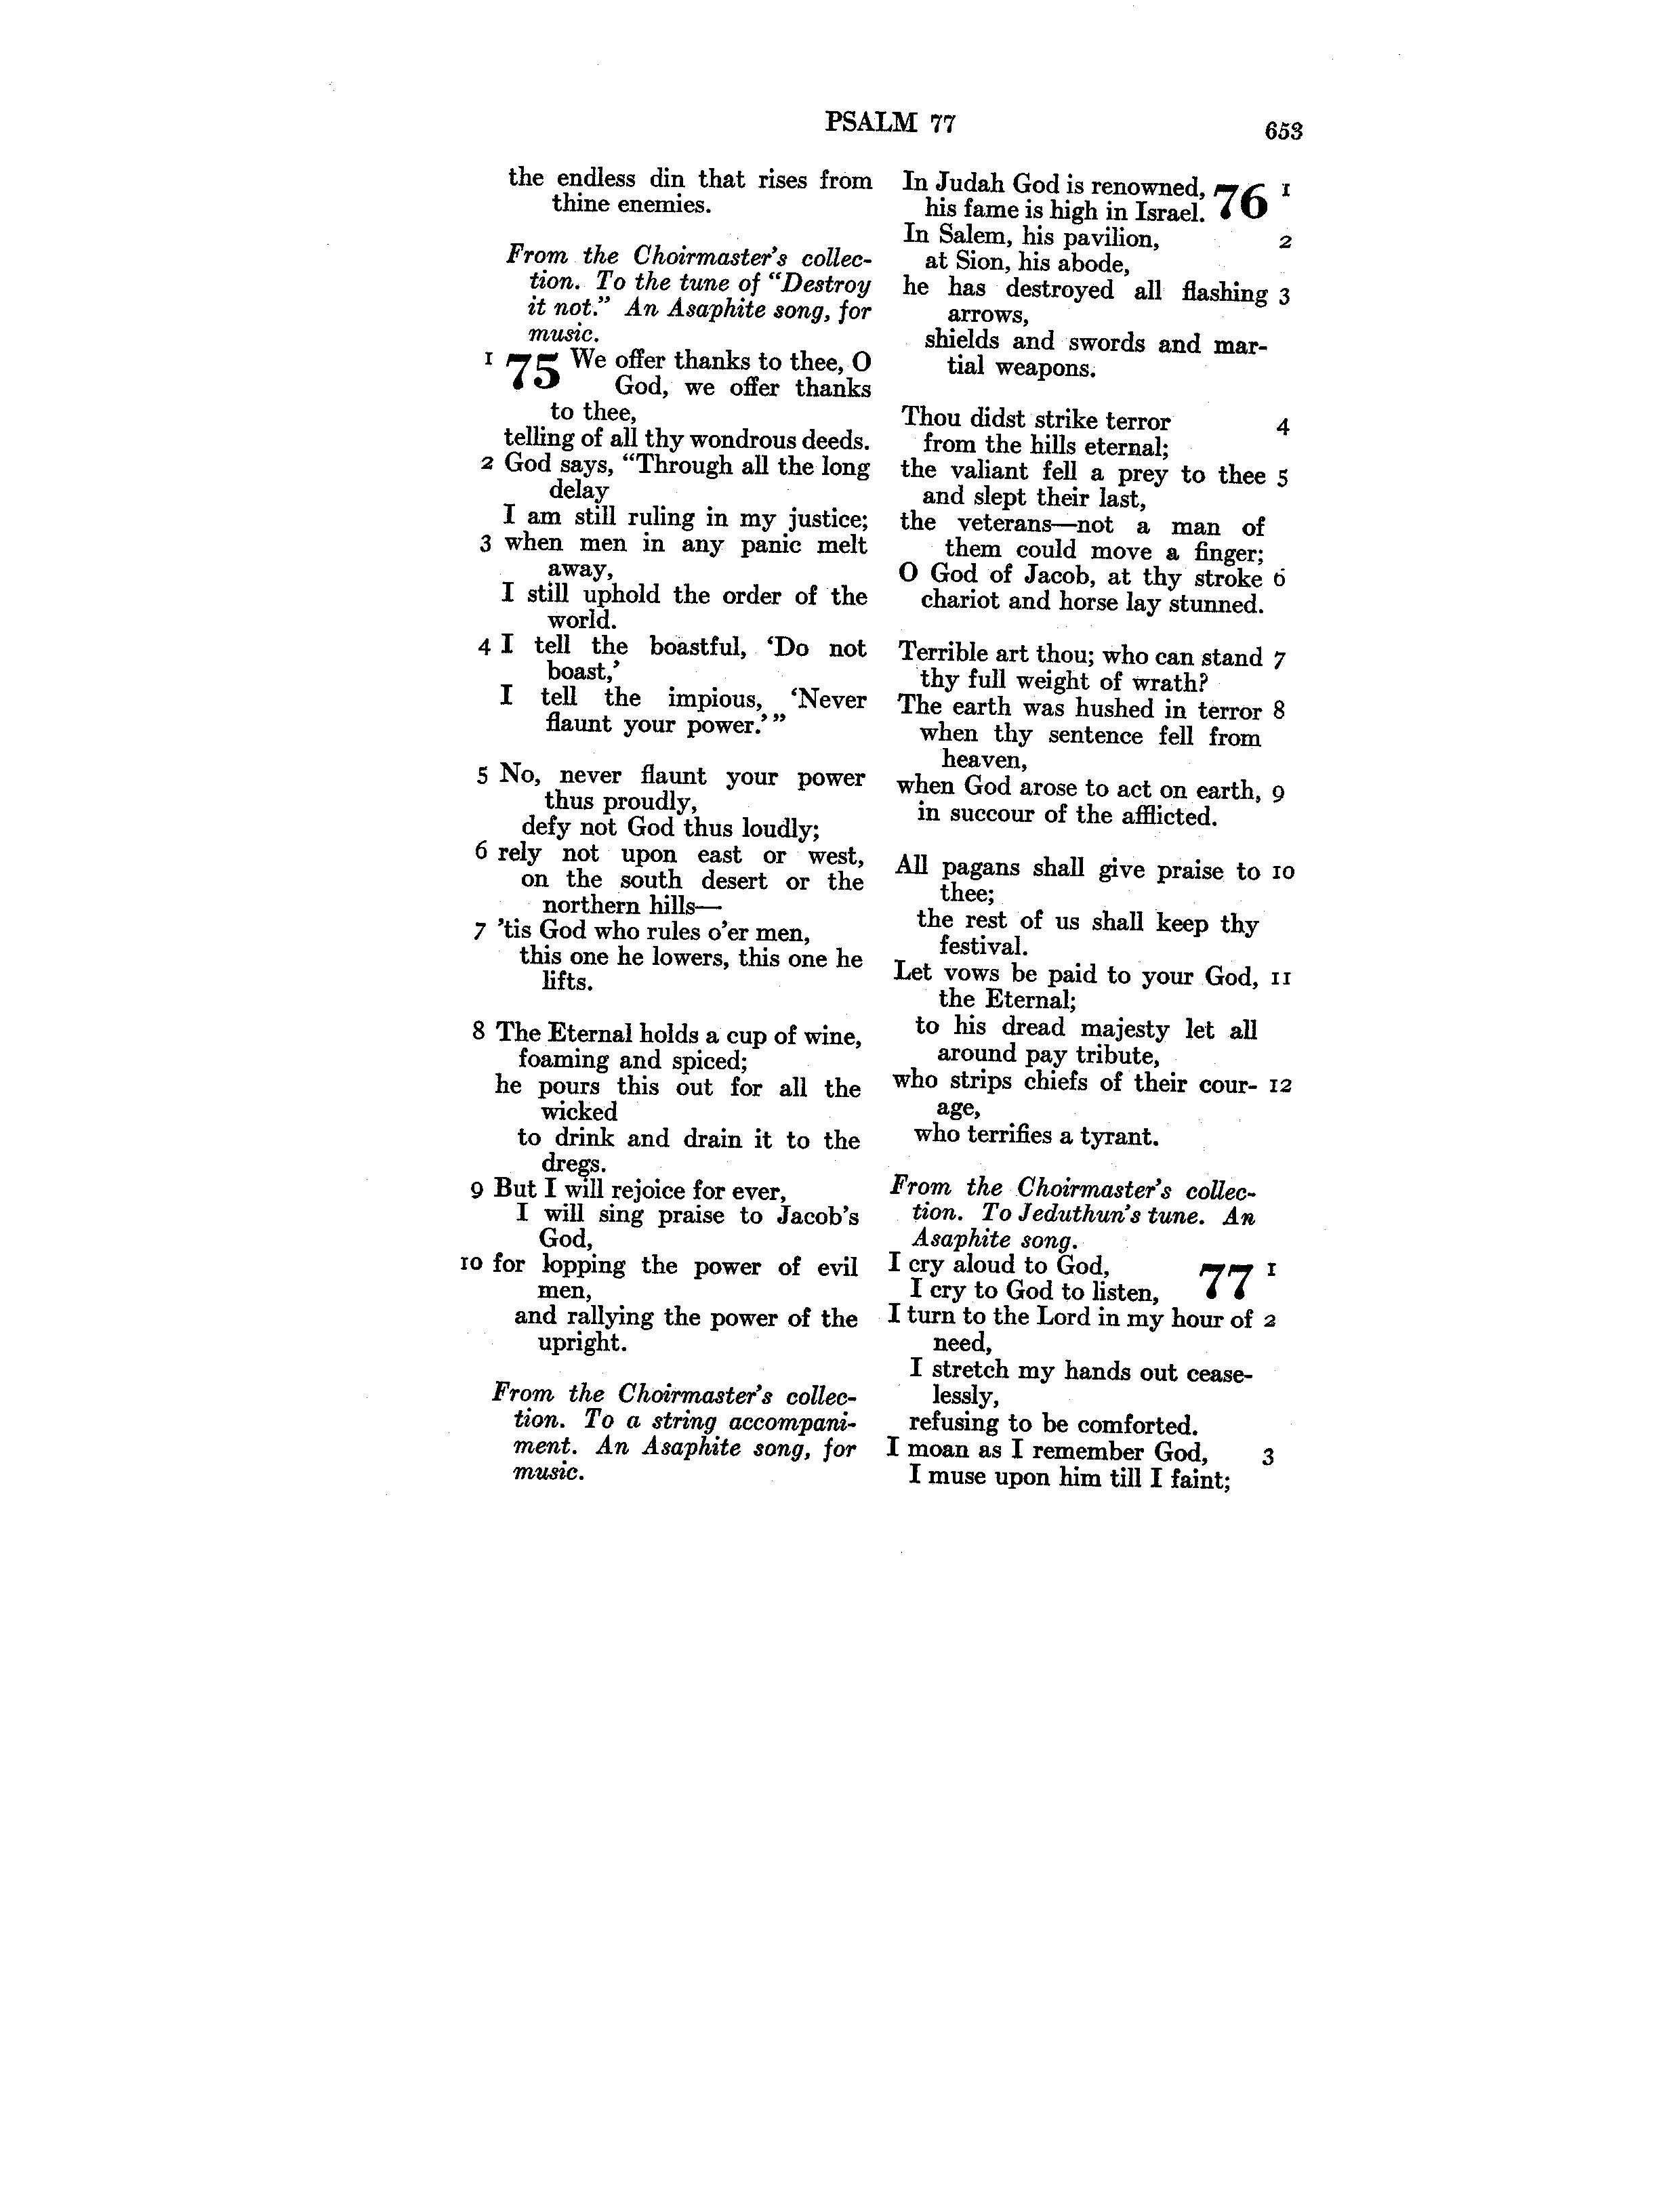 PSALM 77
653
the endless din that rises from
thine enemies.
From the Choirmaster's collec-
tion. To the tune of "Destroy
it not." An Asaphite song, for
music.
1 75 We offer thanks to thee, O
God, we offer thanks
to thee,
telling of all thy wondrous deeds.
2 God says, "Through all the long
delay
I am still ruling in my justice;
3 when men in any panic melt
away,
I still uphold the order of the
world.
4 I tell the boastful, 'Do not
boast,'
I tell the impious, 'Never
flaunt your power.'"
5 No, never flaunt your power
thus proudly,
defy not God thus loudly;
6 rely not upon east or west,
on the south desert or the
northern hills—
7 'tis God who rules o'er men,
this one he lowers, this one he
lifts.
8 The Eternal holds a cup of wine,
foaming and spiced;
he pours this out for all the
wicked
to drink and drain it to the
dregs.
9 But I will rejoice for ever,
I will sing praise to Jacob's
God,
10 for lopping the power of evil
men,
and rallying the power of the
upright.
From the Choirmaster's collec-
tion. To a string accompani-
ment. An Asaphite song, for
music.
In Judah God is renowned, 76 1
his fame is high in Israel.
In Salem, his pavilion, 2
at Sion, his abode,
he has destroyed all flashing 3
arrows,
shields and swords and mar-
tial weapons.
Thou didst strike terror 4
from the hills eternal;
the valiant fell a prey to thee 5
and slept their last,
the veterans—not a man of
them could move a finger;
O God of Jacob, at thy stroke 6
chariot and horse lay stunned.
Terrible art thou; who can stand 7
thy full weight of wrath?
The earth was hushed in terror 8
when thy sentence fell from
heaven,
when God arose to act on earth, 9
in succour of the afflicted.
All pagans shall give praise to 10
thee;
the rest of us shall keep thy
festival.
Let vows be paid to your God, 11
the Eternal;
to his dread majesty let all
around pay tribute,
who strips chiefs of their cour- 12
age,
who terrifies a tyrant.
From the Choirmaster's collec-
tion. To Jeduthun's tune. An
Asaphite song.
I cry aloud to God, 77 1
I cry to God to listen,
I turn to the Lord in my hour of 2
need,
I stretch my hands out cease-
lessly,
refusing to be comforted.
I moan as I remember God, 3
I muse upon him till I faint;